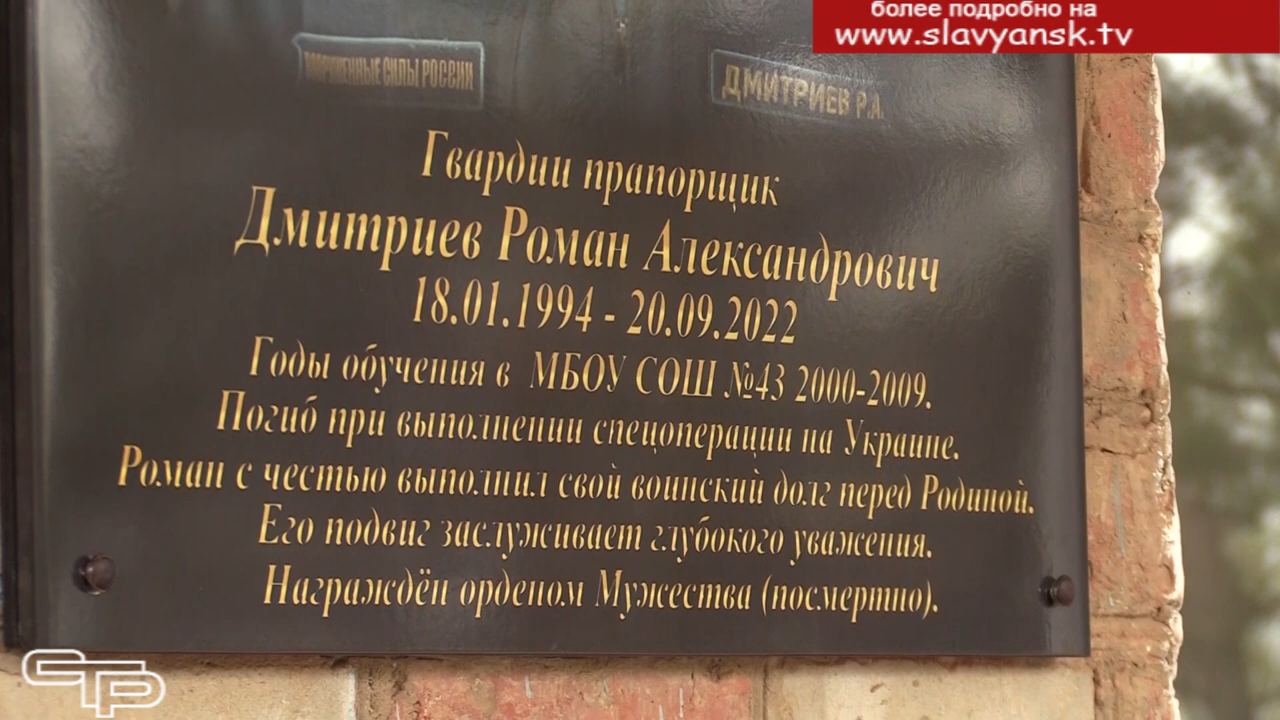 более подробно на
www.slavyansk.tv
ВООРУЖЕННЫЕ СИЛЫ РОССИИ
ДМИТРИЕВ Р.А.
Гвардии прапорщик
Дмитриев Роман Александрович
18.01.1994 - 20.09.2022
Годы обучения в МБОУ СОШ №43 2000-2009.
Погиб при выполнении спецоперации на Украине.
Роман с честью выполнил свой воинский долг перед Родиной.
Его подвиг заслуживает глубокого уважения.
Награждён орденом Мужества (посмертно).
СТР